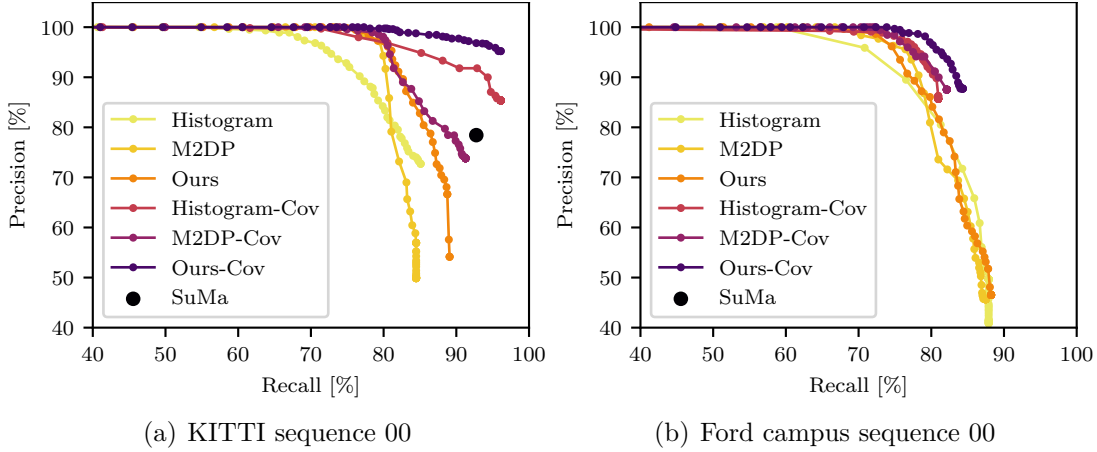 100
90
80
70
60
50
40
Precision [%]
Histogram
M2DP
Ours
Histogram-Cov
M2DP-Cov
Ours-Cov
SuMa
40 50 60 70 80 90 100
Recall [%]
(a) KITTI sequence 00
100
90
80
70
60
50
40
Precision [%]
Histogram
M2DP
Ours
Histogram-Cov
M2DP-Cov
Ours-Cov
SuMa
40 50 60 70 80 90 100
Recall [%]
(b) Ford campus sequence 00